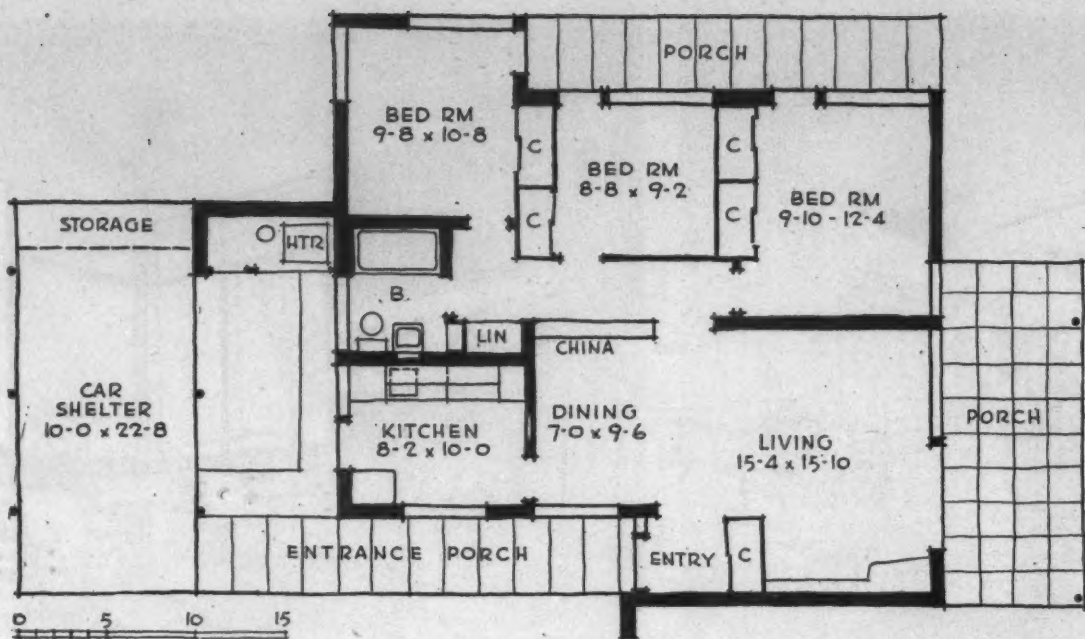 PORCH
BED RM
9-8 x 10-8
C
BED RM
8-8 x 9-2
C
BED RM
9-10 - 12-4
C
C
STORAGE
HTR
B.
LIN
CHINA
CAR
SHELTER
10-0 x 22-8
KITCHEN
8-2 x 10-0
DINING
7-0 x 9-6
LIVING
15-4 x 15-10
PORCH
ENTRANCE PORCH
ENTRY
C
0 5 10 15